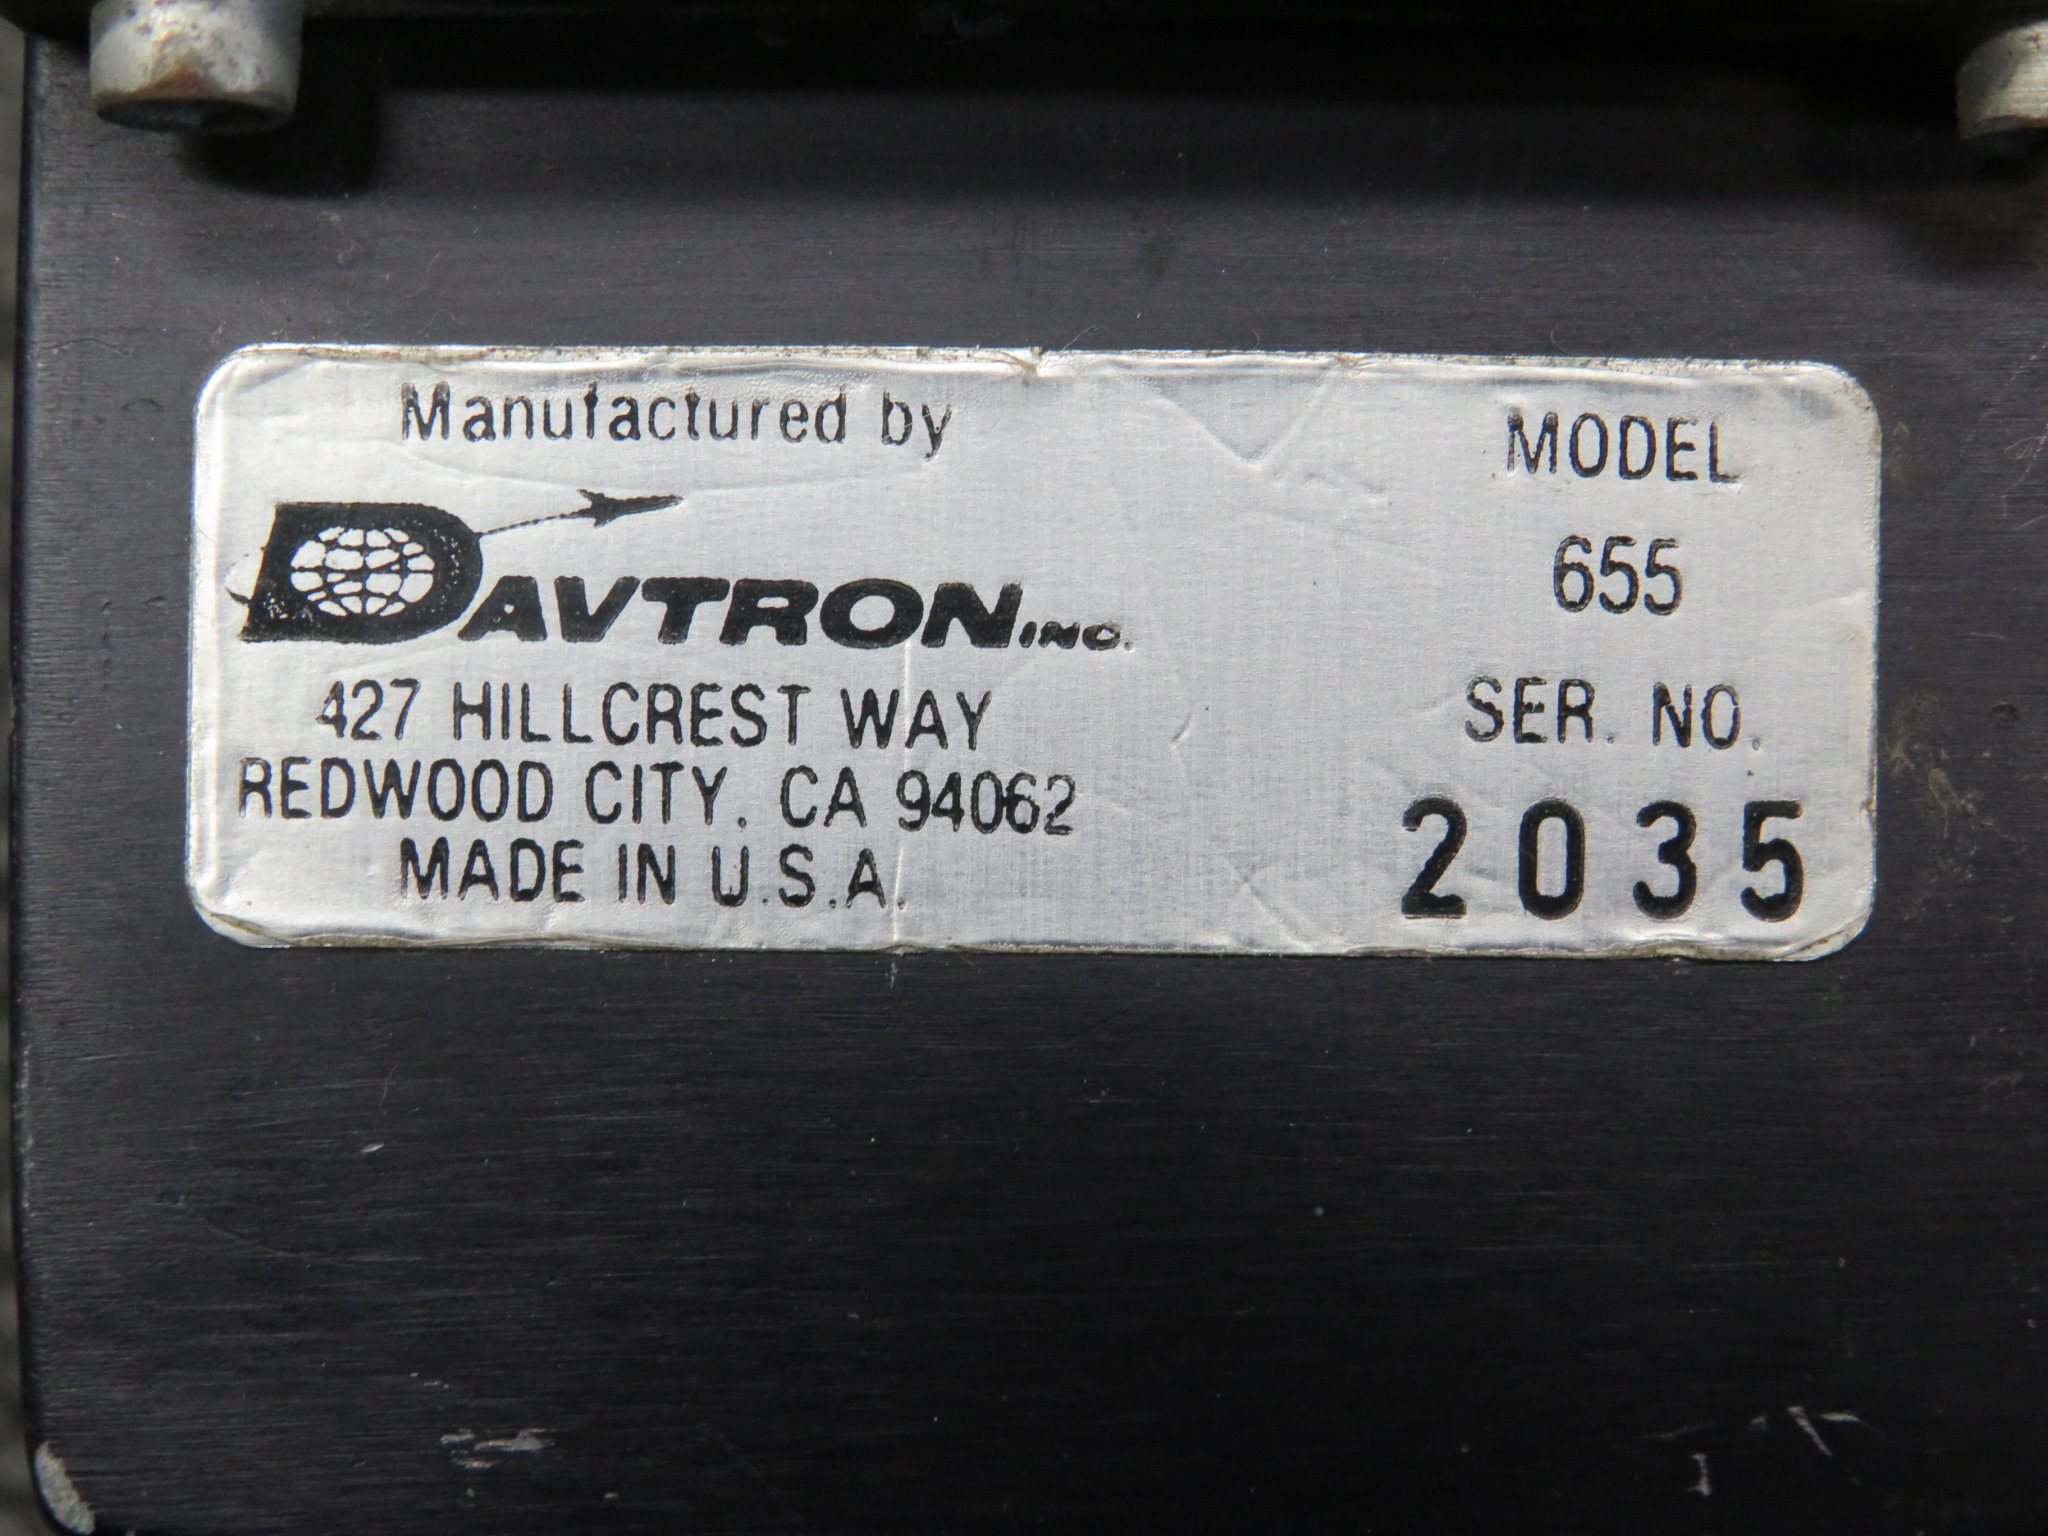 Manufactured by
DAVTRON INC.
427 HILLCREST WAY
REDWOOD CITY, CA 94062
MADE IN U.S.A.
MODEL
655
SER. NO.
2035